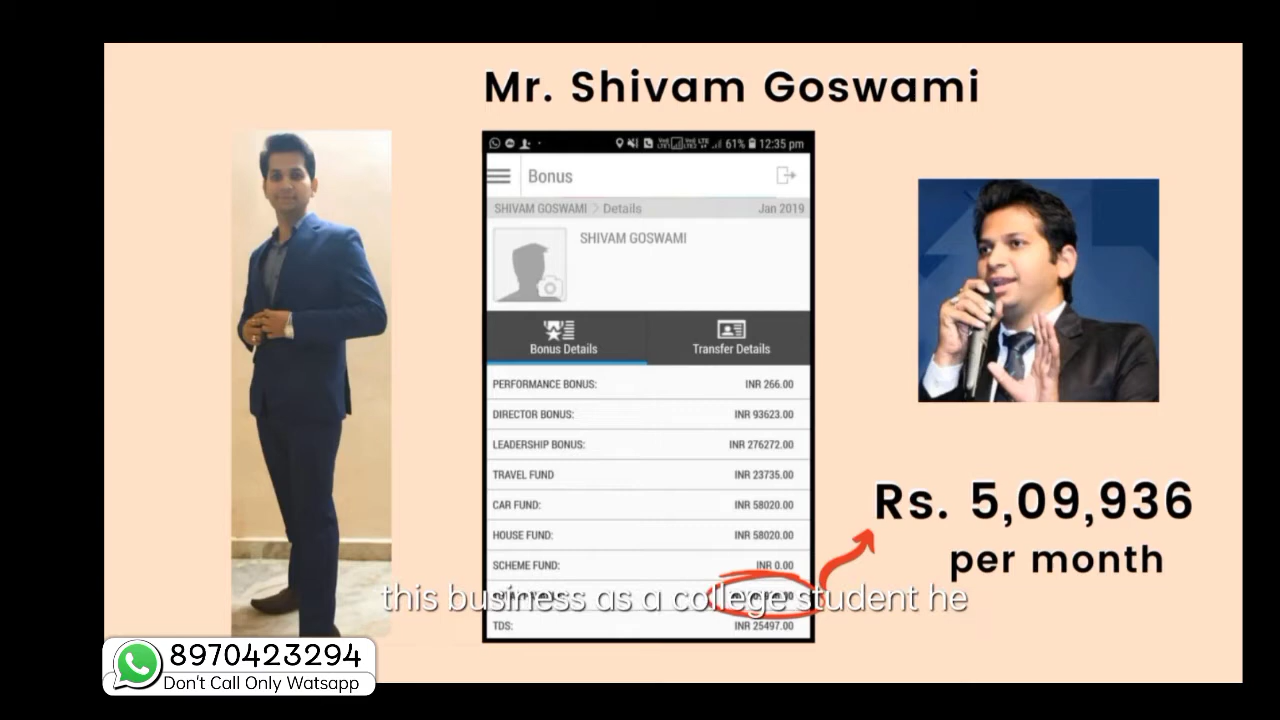 Mr. Shivam Goswami
61% 12:35 pm
Bonus
SHIVAM GOSWAMI > Details Jan 2019
SHIVAM GOSWAMI
Bonus Details Transfer Details
PERFORMANCE BONUS: INR 266.00
DIRECTOR BONUS: INR 93623.00
LEADERSHIP BONUS: INR 276272.00
TRAVEL FUND INR 23735.00
CAR FUND: INR 58020.00
HOUSE FUND: INR 58020.00
SCHEME FUND: INR 0.00
TDS: INR 25497.00
Rs. 5,09,936
per month
this business as a college student he
8970423294
Don't Call Only Watsapp